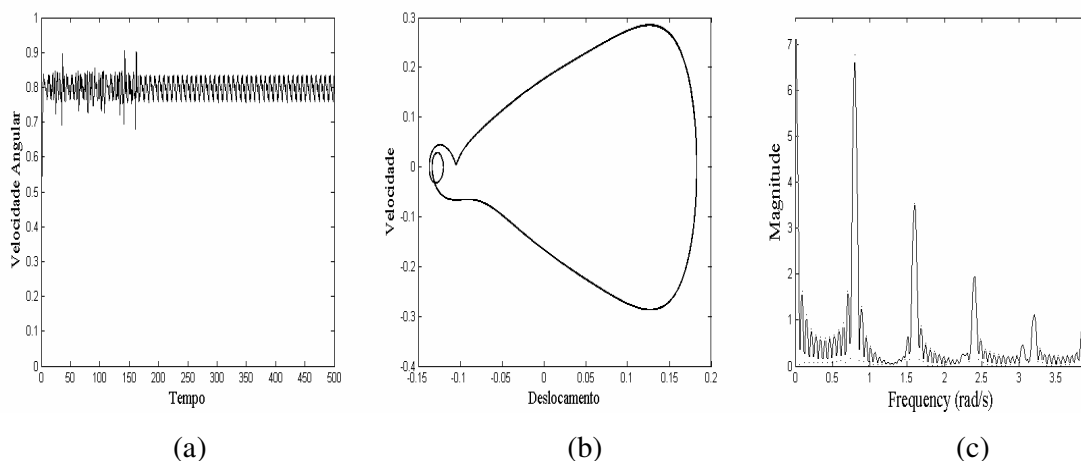 1
0.9
0.8
0.7
0.6
0.5
0.4
0.3
0.2
0.1
0
0 50 100 150 200 250 300 350 400 450 500
Velocidade Angular
Tempo
(a)
0.3
0.2
0.1
0
-0.1
-0.2
-0.3
-0.4
-0.15 -0.1 -0.05 0 0.05 0.1 0.15 0.2
Velocidade
Deslocamento
(b)
7
6
5
4
3
2
1
0
0 0.5 1 1.5 2 2.5 3 3.5
Magnitude
Frequency (rad/s)
(c)